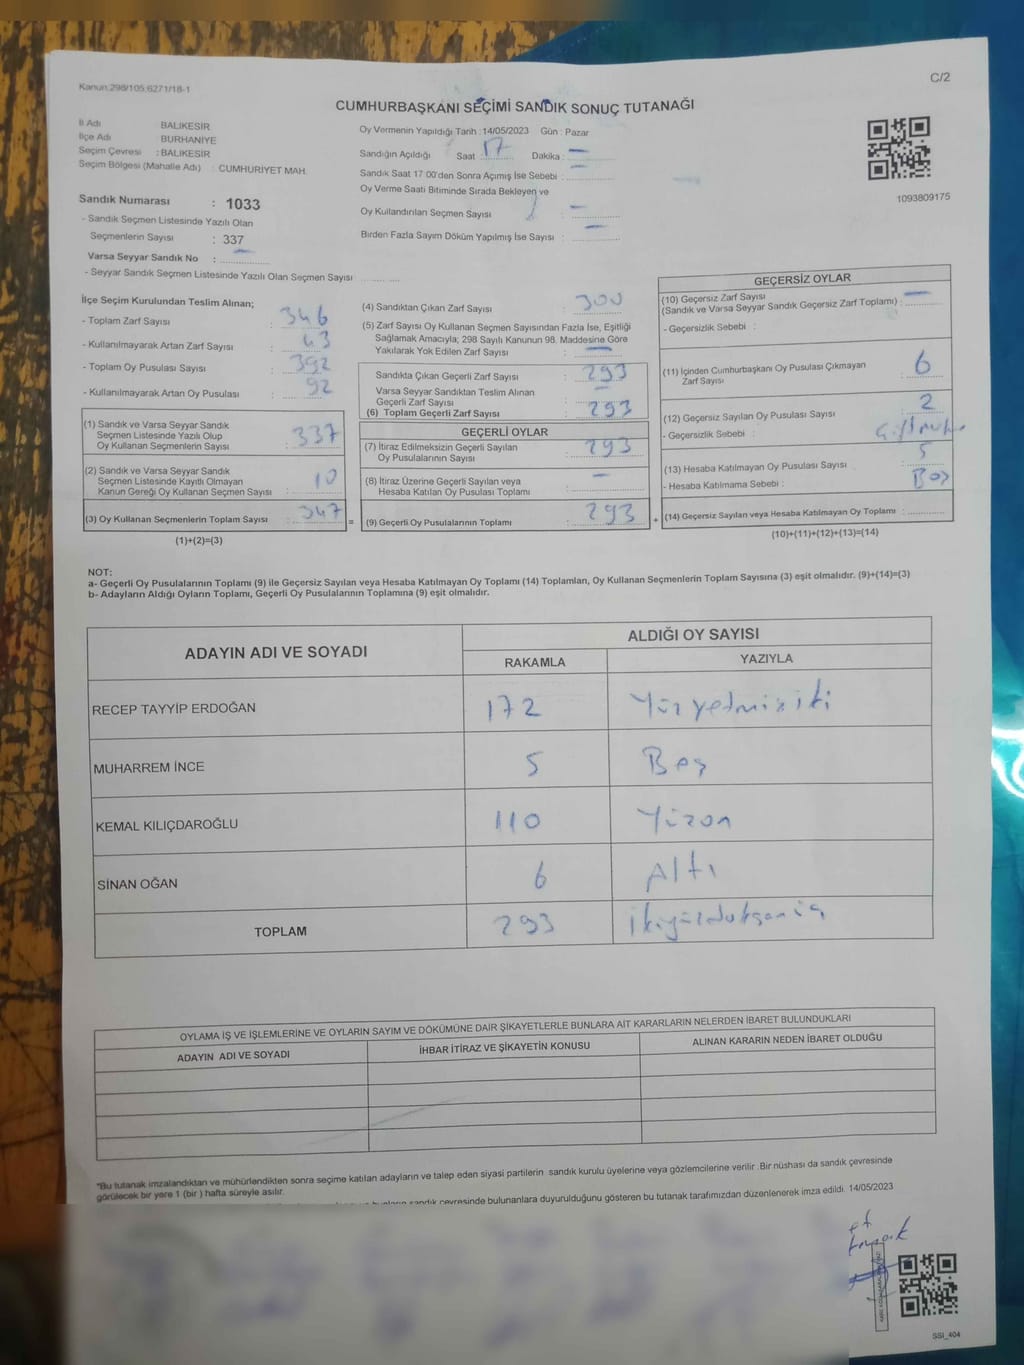 Kanun.298/105,6271/18-1
C/2
CUMHURBAŞKANI SEÇİMİ SANDIK SONUÇ TUTANAĞI
İl Adı BALIKESİR
İlçe Adı BURHANİYE
Seçim Çevresi : BALIKESİR
Seçim Bölgesi (Mahalle Adı) : CUMHURİYET MAH.
Sandık Numarası : 1033
- Sandık Seçmen Listesinde Yazılı Olan
Seçmenlerin Sayısı : 337
Varsa Seyyar Sandık No :
- Seyyar Sandık Seçmen Listesinde Yazılı Olan Seçmen Sayısı
Oy Vermenin Yapıldığı Tarih : 14/05/2023 Gün : Pazar
Sandığın Açıldığı Saat : 17 Dakika : —
Sandık Saat 17 00'den Sonra Açımış İse Sebebi :
Oy Verme Saati Bitiminde Sırada Bekleyen ve
Oy Kullandırılan Seçmen Sayısı : —
Birden Fazla Sayım Döküm Yapılmış İse Sayısı : —
1093809175
İlçe Seçim Kurulundan Teslim Alınan;
- Toplam Zarf Sayısı : 346
- Kullanılmayarak Artan Zarf Sayısı : 43
- Toplam Oy Pusulası Sayısı : 392
- Kullanılmayarak Artan Oy Pusulası : 92
(1) Sandık ve Varsa Seyyar Sandık
Seçmen Listesinde Yazılı Olup
Oy Kullanan Seçmenlerin Sayısı : 337
(2) Sandık ve Varsa Seyyar Sandık
Seçmen Listesinde Kayıtlı Olmayan
Kanun Gereği Oy Kullanan Seçmen Sayısı : 10
(3) Oy Kullanan Seçmenlerin Toplam Sayısı : 347 =
(1)+(2)=(3)
(4) Sandıktan Çıkan Zarf Sayısı : 300
(5) Zarf Sayısı Oy Kullanan Seçmen Sayısından Fazla İse, Eşitliği
Sağlamak Amacıyla; 298 Sayılı Kanunun 98. Maddesine Göre
Yakılarak Yok Edilen Zarf Sayısı : —
Sandıkta Çıkan Geçerli Zarf Sayısı : 293
Varsa Seyyar Sandıktan Teslim Alınan
Geçerli Zarf Sayısı : —
(6) Toplam Geçerli Zarf Sayısı : 293
GEÇERLİ OYLAR
(7) İtiraz Edilmeksizin Geçerli Sayılan
Oy Pusulalarının Sayısı : 293
(8) İtiraz Üzerine Geçerli Sayılan veya
Hesaba Katılan Oy Pusulası Toplamı : —
(9) Geçerli Oy Pusulalarının Toplamı : 293 +
GEÇERSİZ OYLAR
(10) Geçersiz Zarf Sayısı
(Sandık ve Varsa Seyyar Sandık Geçersiz Zarf Toplamı) : —
- Geçersizlik Sebebi :
(11) İçinden Cumhurbaşkanı Oy Pusulası Çıkmayan
Zarf Sayısı : 6
(12) Geçersiz Sayılan Oy Pusulası Sayısı : 2
- Geçersizlik Sebebi :
(13) Hesaba Katılmayan Oy Pusulası Sayısı : 5
- Hesaba Katılmama Sebebi : Boş
(14) Geçersiz Sayılan veya Hesaba Katılmayan Oy Toplamı :
(10)+(11)+(12)+(13)=(14)
NOT:
a- Geçerli Oy Pusulalarının Toplamı (9) ile Geçersiz Sayılan veya Hesaba Katılmayan Oy Toplamı (14) Toplamları, Oy Kullanan Seçmenlerin Toplam Sayısına (3) eşit olmalıdır. (9)+(14)=(3)
b- Adayların Aldığı Oyların Toplamı, Geçerli Oy Pusulalarının Toplamına (9) eşit olmalıdır.
ADAYIN ADI VE SOYADI ALDIĞI OY SAYISI
RAKAMLA YAZIYLA
RECEP TAYYİP ERDOĞAN 172 Yüzyetmişiki
MUHARREM İNCE 5 Beş
KEMAL KILIÇDAROĞLU 110 Yüzon
SİNAN OĞAN 6 Altı
TOPLAM 293 ikiyüzdoksanüç
OYLAMA İŞ VE İŞLEMLERİNE VE OYLARIN SAYIM VE DÖKÜMÜNE DAİR ŞİKAYETLERLE BUNLARA AİT KARARLARIN NELERDEN İBARET BULUNDUKLARI
ADAYIN ADI VE SOYADI İHBAR İTİRAZ VE ŞİKAYETİN KONUSU ALINAN KARARIN NEDEN İBARET OLDUĞU
*Bu tutanak imzalandıktan ve mühürlendikten sonra seçime katılan adayların ve talep eden siyasi partilerin sandık kurulu üyelerine veya gözlemcilerine verilir .Bir nüshası da sandık çevresinde
görülecek bir yere 1 (bir ) hafta süreyle asılır.
sandık çevresinde bulunanlara duyurulduğunu gösteren bu tutanak tarafımızdan düzenlenerek imza edildi. 14/05/2023
SSİ_404